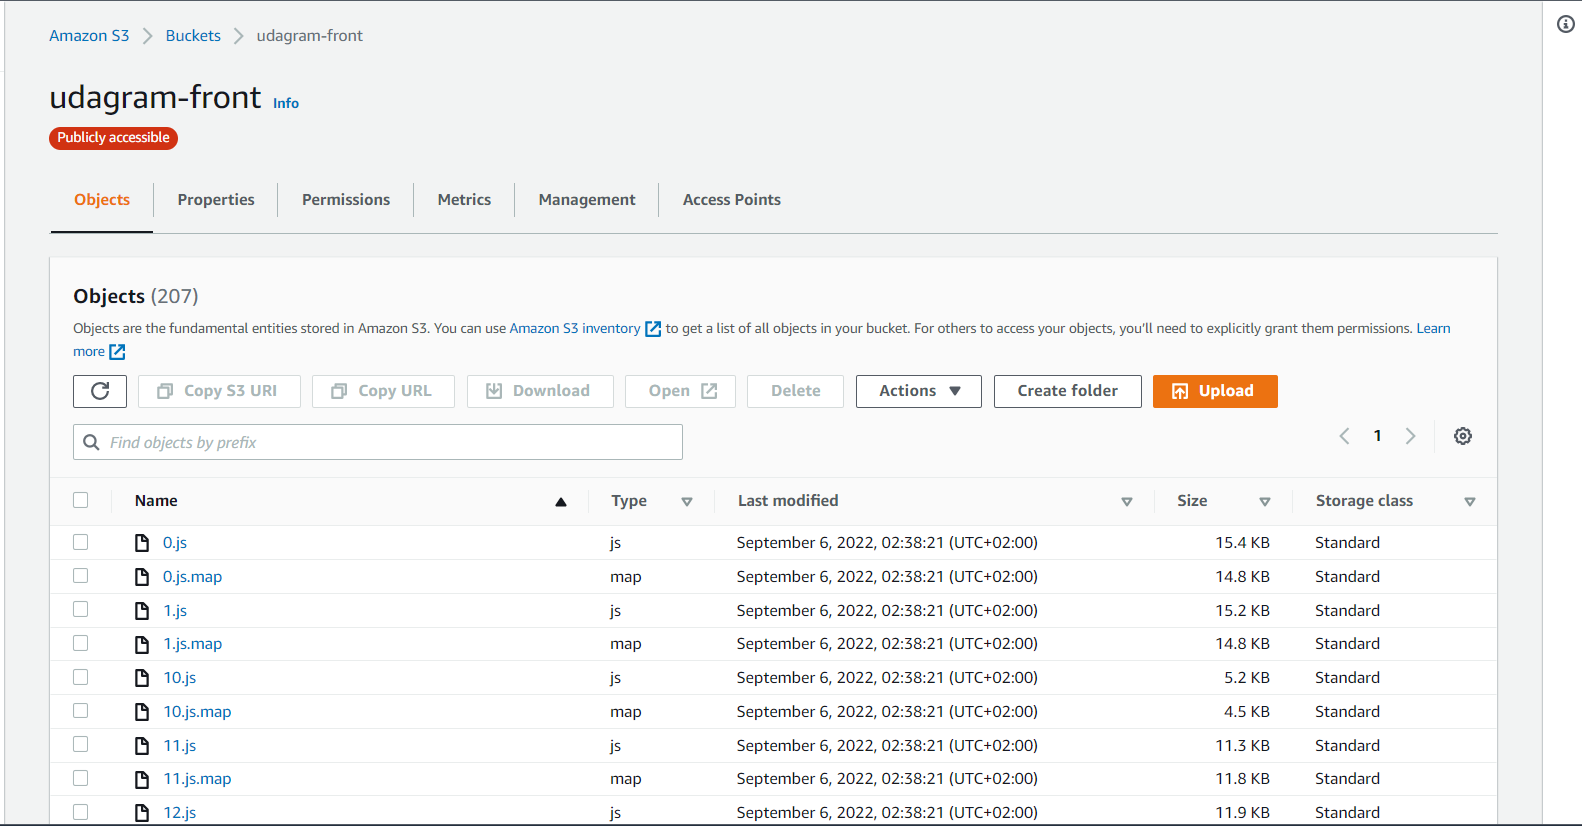 Amazon S3 > Buckets > udagram-front
udagram-front Info
Publicly accessible
Objects Properties Permissions Metrics Management Access Points
Objects (207)
Objects are the fundamental entities stored in Amazon S3. You can use Amazon S3 inventory to get a list of all objects in your bucket. For others to access your objects, you’ll need to explicitly grant them permissions. Learn
more
Copy S3 URI Copy URL Download Open Delete Actions Create folder Upload
Find objects by prefix 1
Name Type Last modified Size Storage class
0.js js September 6, 2022, 02:38:21 (UTC+02:00) 15.4 KB Standard
0.js.map map September 6, 2022, 02:38:21 (UTC+02:00) 14.8 KB Standard
1.js js September 6, 2022, 02:38:21 (UTC+02:00) 15.2 KB Standard
1.js.map map September 6, 2022, 02:38:21 (UTC+02:00) 14.8 KB Standard
10.js js September 6, 2022, 02:38:21 (UTC+02:00) 5.2 KB Standard
10.js.map map September 6, 2022, 02:38:21 (UTC+02:00) 4.5 KB Standard
11.js js September 6, 2022, 02:38:21 (UTC+02:00) 11.3 KB Standard
11.js.map map September 6, 2022, 02:38:21 (UTC+02:00) 11.8 KB Standard
12.js js September 6, 2022, 02:38:21 (UTC+02:00) 11.9 KB Standard